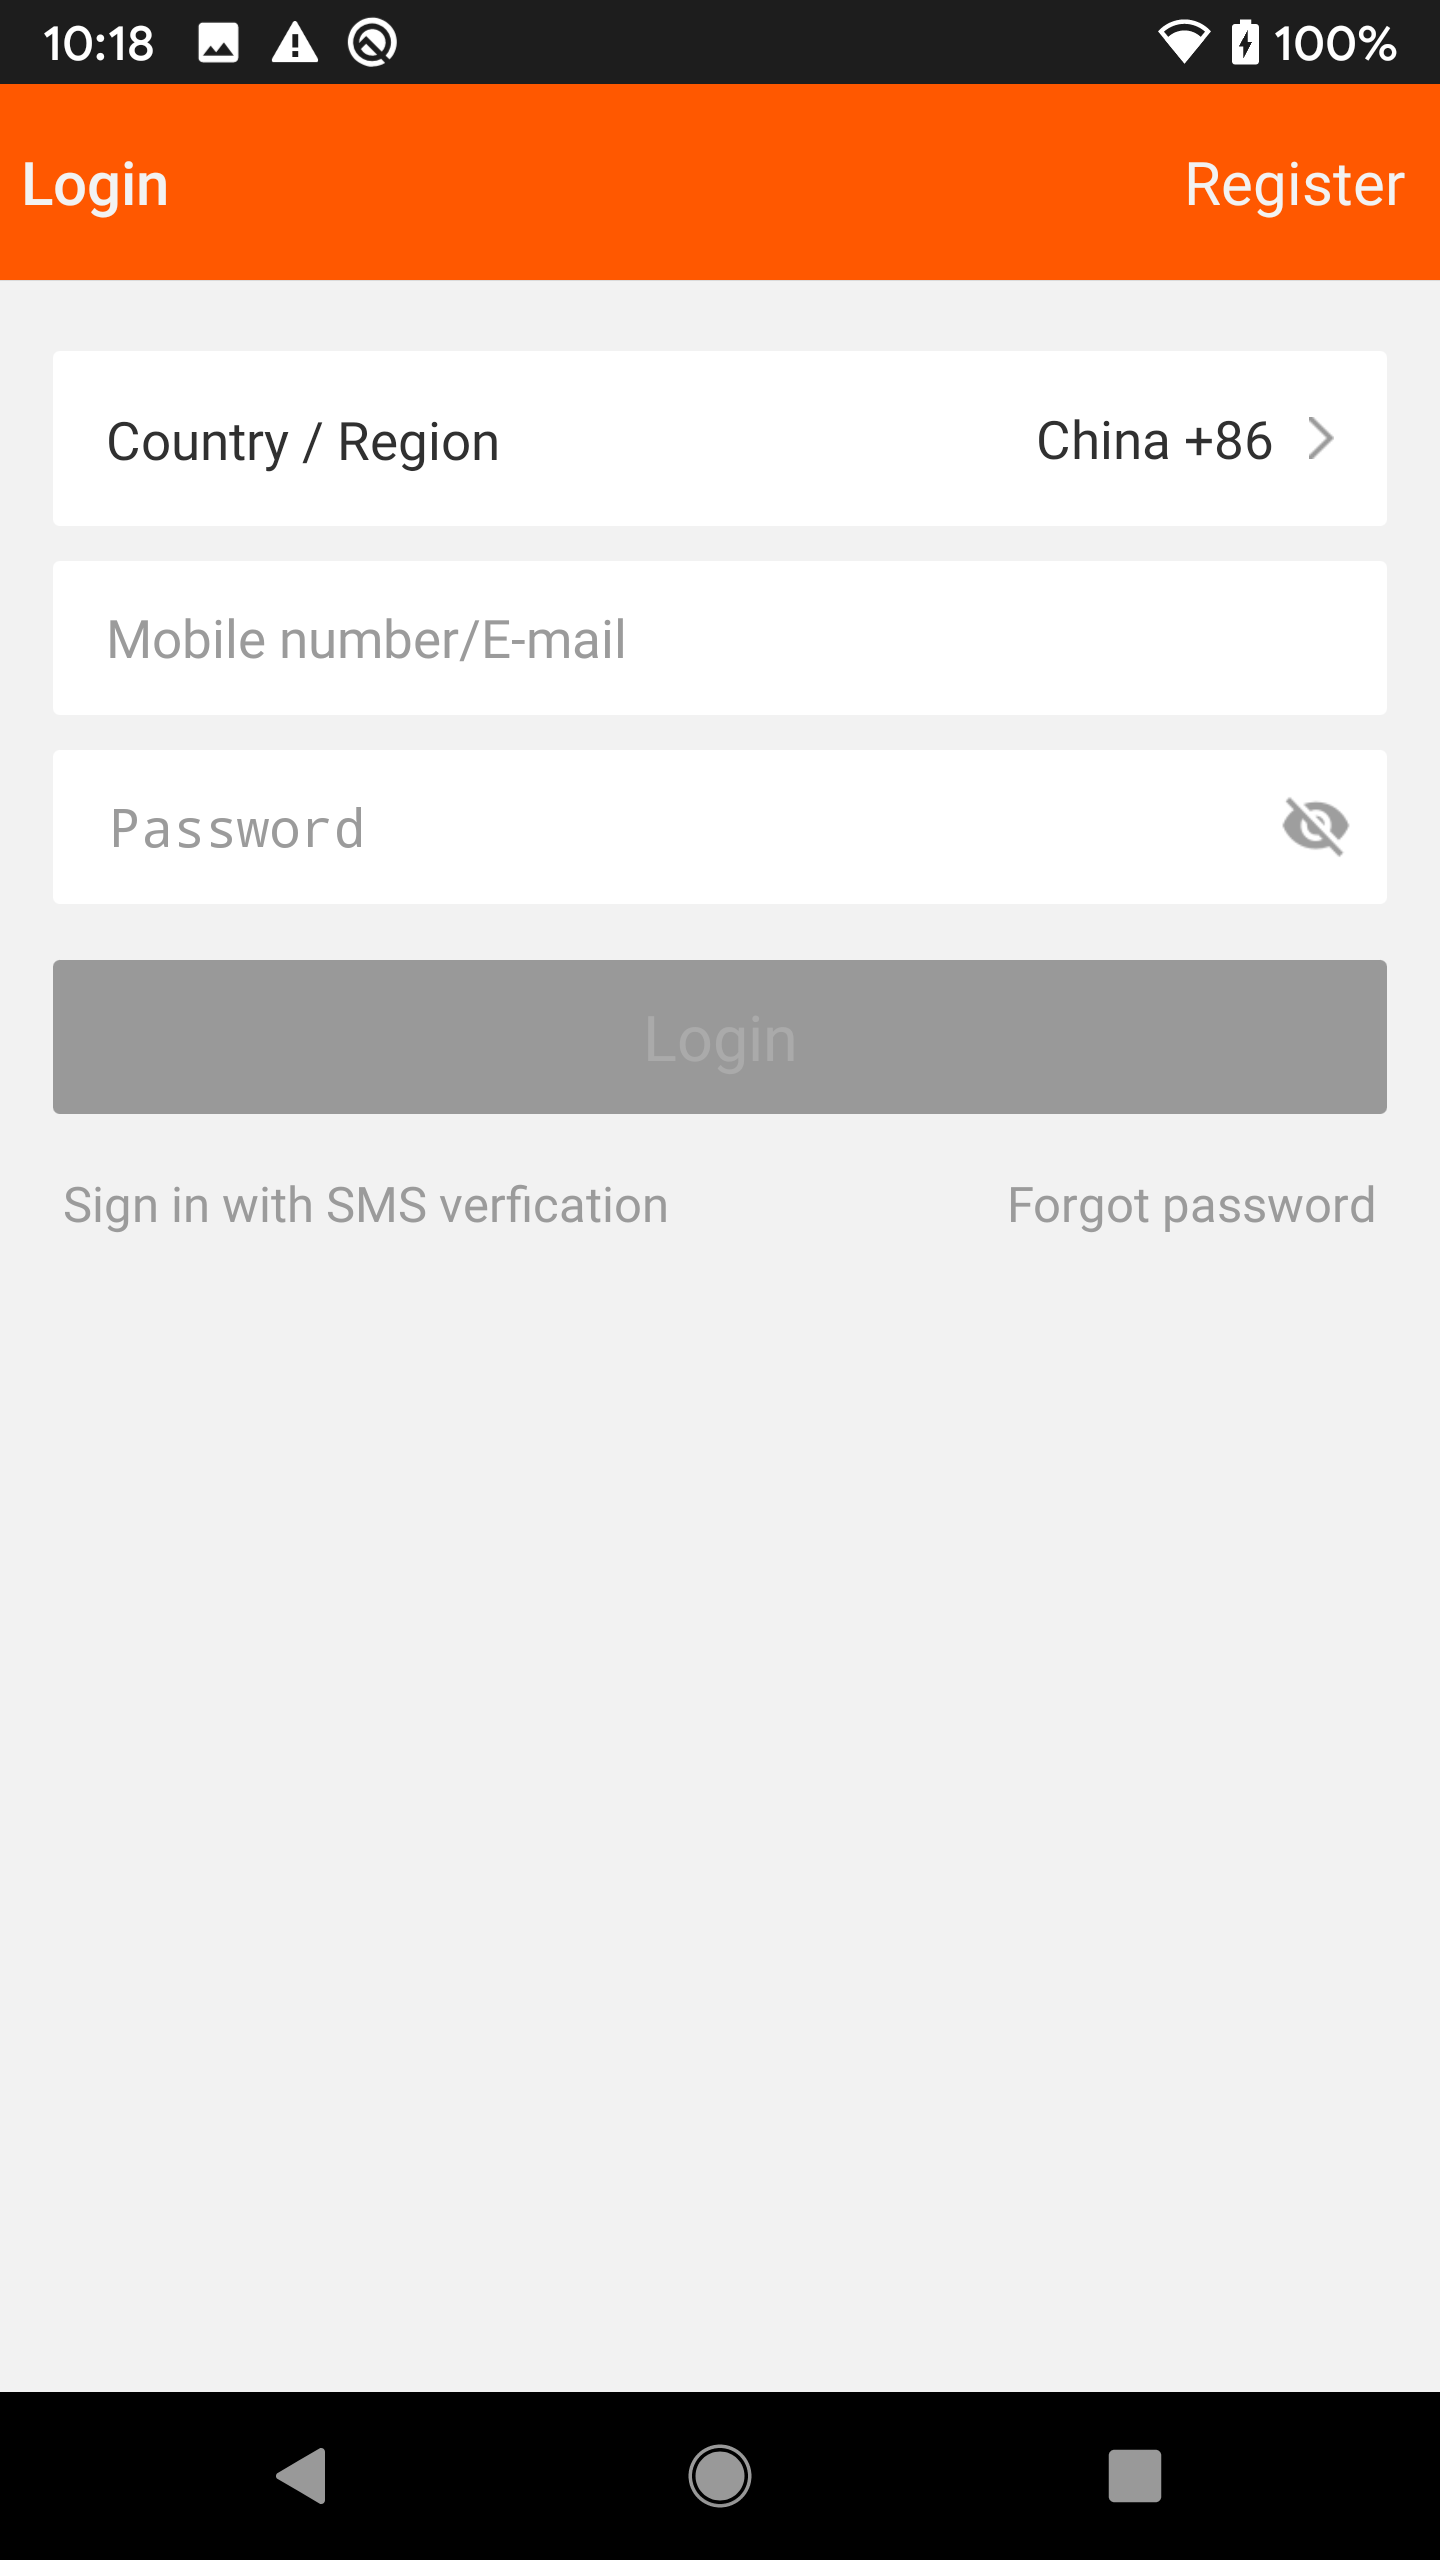 10:18 100%
Login Register
Country / Region China +86
Mobile number/E-mail
Password
Login
Sign in with SMS verfication Forgot password